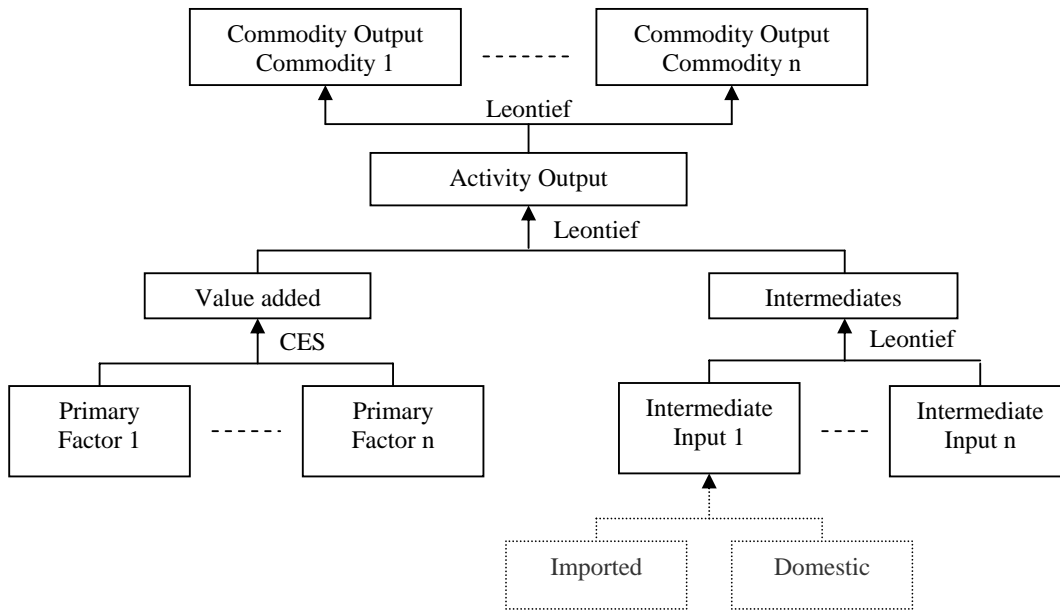 Commodity Output
Commodity 1
Commodity Output
Commodity n
Leontief
Activity Output
Leontief
Value added
Intermediates
CES
Leontief
Primary
Factor 1
Primary
Factor n
Intermediate
Input 1
Intermediate
Input n
Imported
Domestic